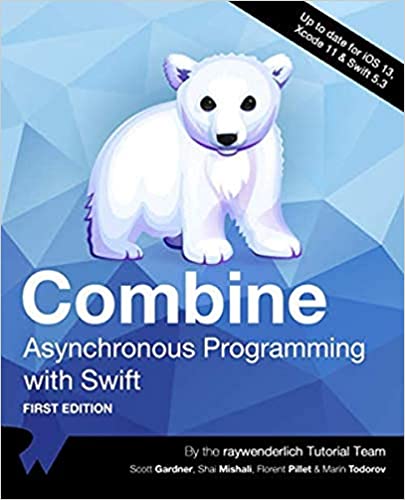 Up to date for iOS 13,
Xcode 11 & Swift 5.3
Combine
Asynchronous Programming
with Swift
FIRST EDITION
By the raywenderlich Tutorial Team
Scott Gardner, Shai Mishali, Florent Pillet & Marin Todorov